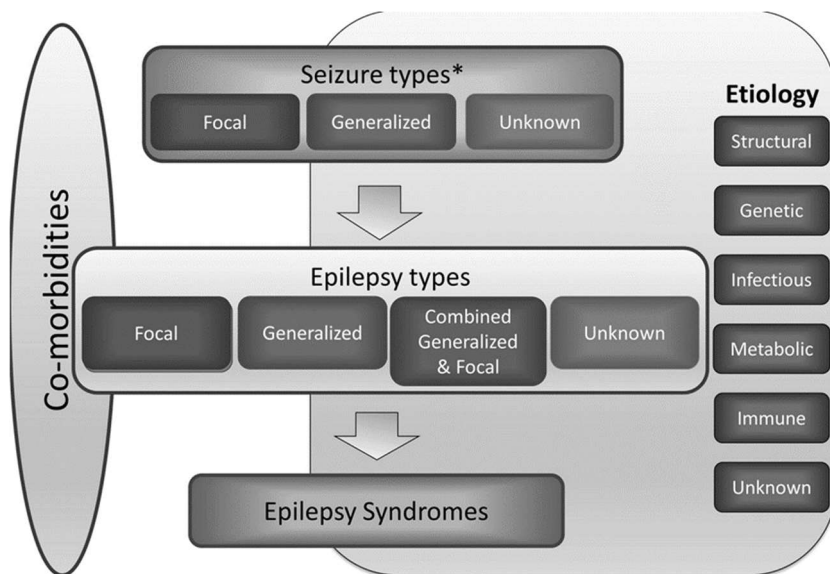 Co-morbidities
Seizure types*
Focal
Generalized
Unknown
Epilepsy types
Focal
Generalized
Combined
Generalized
& Focal
Unknown
Epilepsy Syndromes
Etiology
Structural
Genetic
Infectious
Metabolic
Immune
Unknown